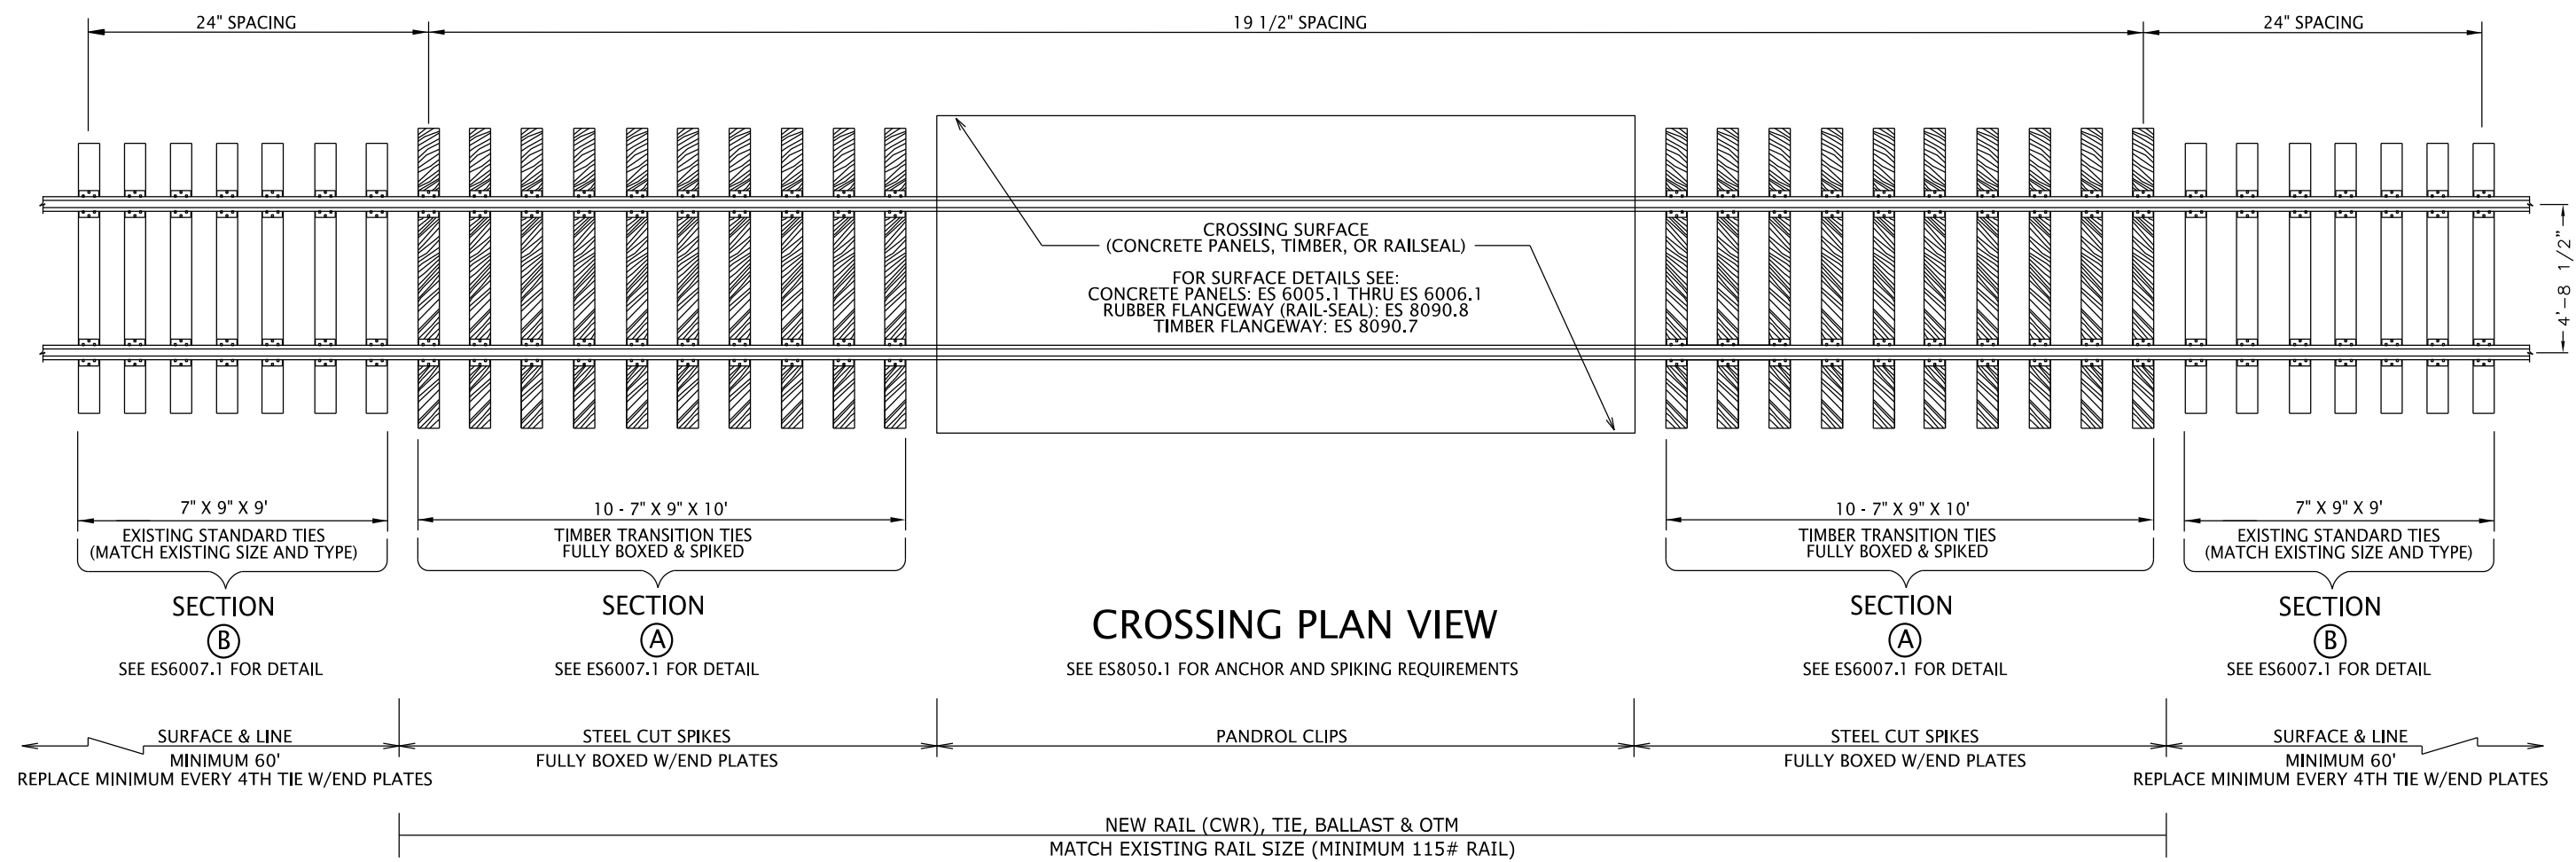 24" SPACING
19 1/2" SPACING
24" SPACING
CROSSING SURFACE
(CONCRETE PANELS, TIMBER, OR RAILSEAL)
FOR SURFACE DETAILS SEE:
CONCRETE PANELS: ES 6005.1 THRU ES 6006.1
RUBBER FLANGEWAY (RAIL-SEAL): ES 8090.8
TIMBER FLANGEWAY: ES 8090.7
4'-8 1/2"
7" X 9" X 9'
EXISTING STANDARD TIES
(MATCH EXISTING SIZE AND TYPE)
SECTION
B
SEE ES6007.1 FOR DETAIL
10 - 7" X 9" X 10'
TIMBER TRANSITION TIES
FULLY BOXED & SPIKED
SECTION
A
SEE ES6007.1 FOR DETAIL
CROSSING PLAN VIEW
SEE ES8050.1 FOR ANCHOR AND SPIKING REQUIREMENTS
10 - 7" X 9" X 10'
TIMBER TRANSITION TIES
FULLY BOXED & SPIKED
SECTION
A
SEE ES6007.1 FOR DETAIL
7" X 9" X 9'
EXISTING STANDARD TIES
(MATCH EXISTING SIZE AND TYPE)
SECTION
B
SEE ES6007.1 FOR DETAIL
SURFACE & LINE
MINIMUM 60'
REPLACE MINIMUM EVERY 4TH TIE W/END PLATES
STEEL CUT SPIKES
FULLY BOXED W/END PLATES
PANDROL CLIPS
STEEL CUT SPIKES
FULLY BOXED W/END PLATES
SURFACE & LINE
MINIMUM 60'
REPLACE MINIMUM EVERY 4TH TIE W/END PLATES
NEW RAIL (CWR), TIE, BALLAST & OTM
MATCH EXISTING RAIL SIZE (MINIMUM 115# RAIL)